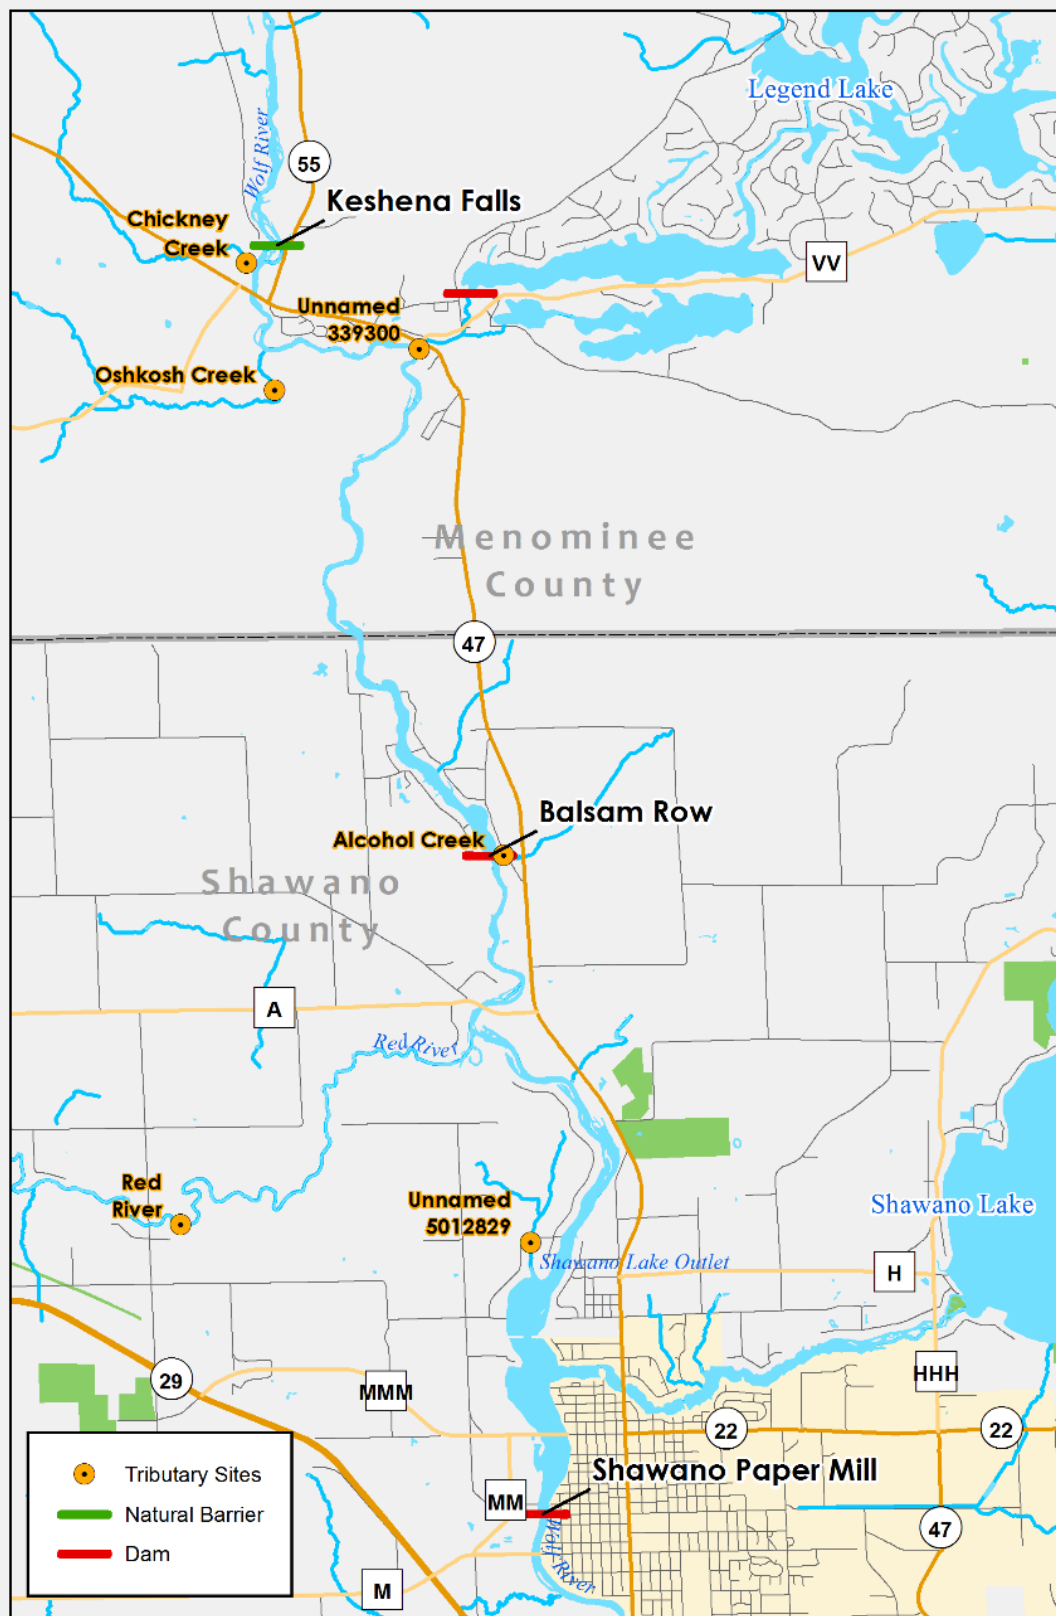 Legend Lake
Wolf River
55
Keshena Falls
Chickney
Creek
VV
Unnamed
339300
Oshkosh Creek
Menominee
County
47
Balsam Row
Alcohol Creek
Shawano
County
A
Red River
Red
River
Unnamed
5012829
Shawano Lake
Shawano Lake Outlet
H
29
MMM
HHH
22
22
Shawano Paper Mill
MM
47
Wolf River
M
Tributary Sites
Natural Barrier
Dam